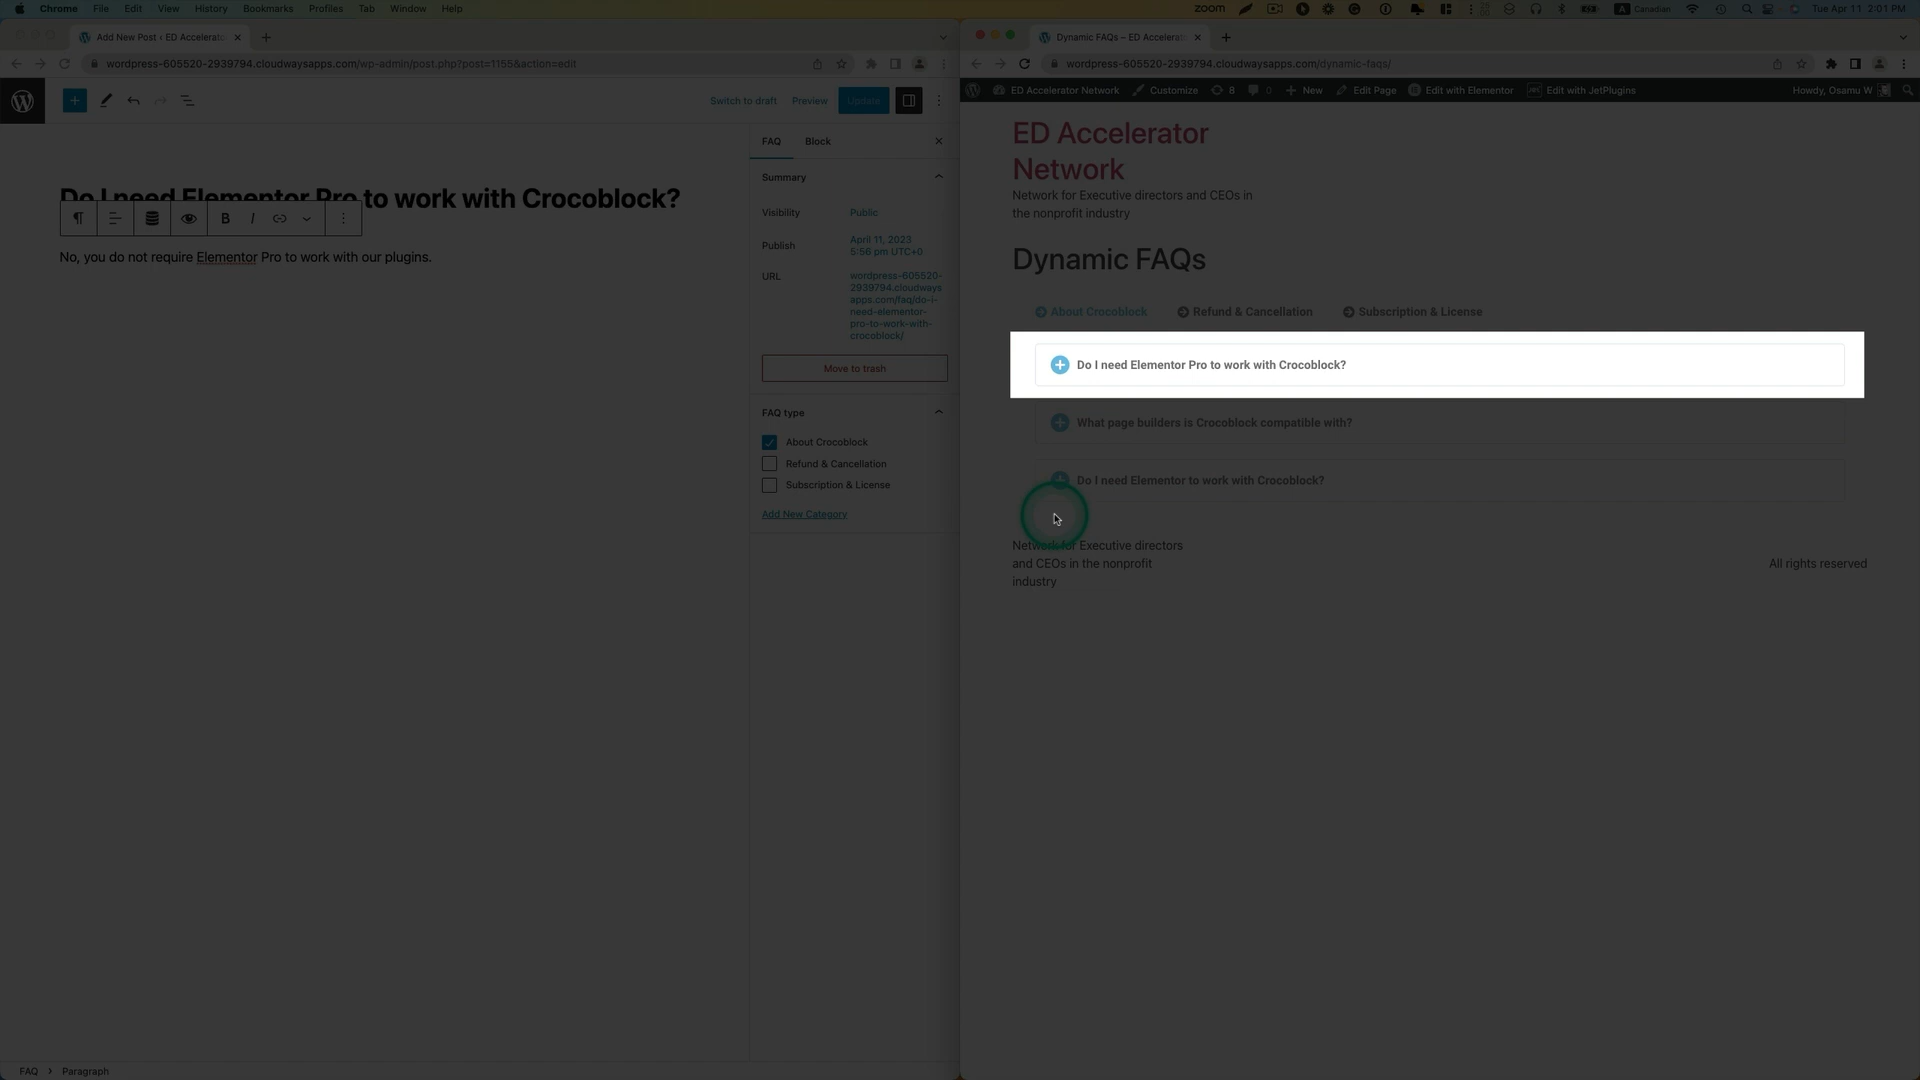 Chrome File Edit View History Bookmarks Profiles Tab Window Help
zoom Canadian Tue Apr 11 2:01 PM
Add New Post ‹ ED Accelerato
wordpress-605520-2939794.cloudwaysapps.com/wp-admin/post.php?post=1155&action=edit
Switch to draft Preview Update
FAQ Block
Do I need Elementor Pro to work with Crocoblock?
B I
No, you do not require Elementor Pro to work with our plugins.
Summary
Visibility Public
Publish April 11, 2023
5:56 pm UTC+0
URL wordpress-605520-
2939794.cloudways
apps.com/faq/do-i-
need-elementor-
pro-to-work-with-
crocoblock/
Move to trash
FAQ type
About Crocoblock
Refund & Cancellation
Subscription & License
Add New Category
FAQ › Paragraph
Dynamic FAQs – ED Accelerato
wordpress-605520-2939794.cloudwaysapps.com/dynamic-faqs/
ED Accelerator Network Customize 8 0 New Edit Page Edit with Elementor Edit with JetPlugins Howdy, Osamu W
ED Accelerator
Network
Network for Executive directors and CEOs in
the nonprofit industry
Dynamic FAQs
About Crocoblock Refund & Cancellation Subscription & License
Do I need Elementor Pro to work with Crocoblock?
What page builders is Crocoblock compatible with?
Do I need Elementor to work with Crocoblock?
Network for Executive directors
and CEOs in the nonprofit
industry
All rights reserved